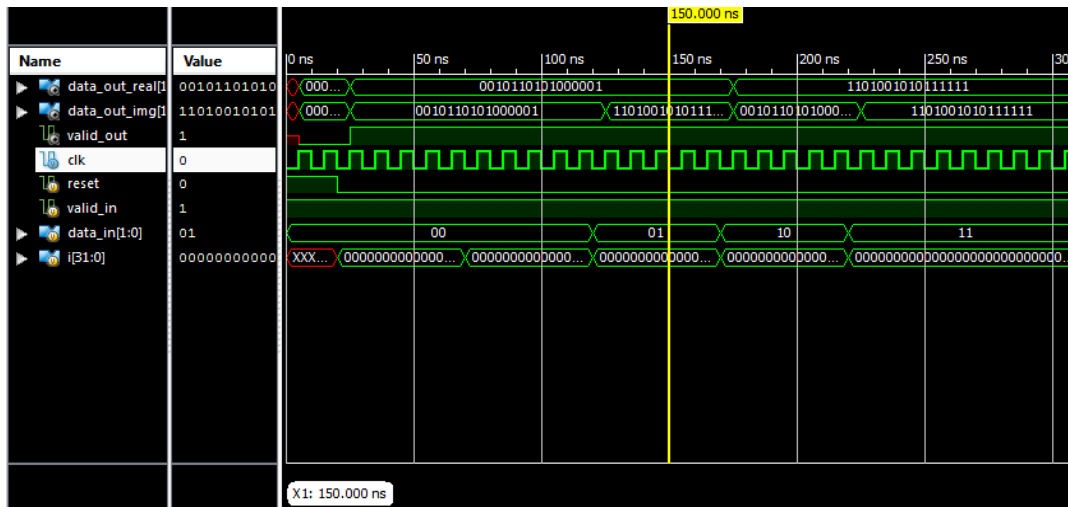 150.000 ns
Name Value 0 ns 50 ns 100 ns 150 ns 200 ns 250 ns 30
data_out_real[1 00101101010 000... 0010110101000001 1101001010111111
data_out_img[1 11010010101 000... 0010110101000001 1101001010111... 0010110101000... 1101001010111111
valid_out 1
clk 0
reset 0
valid_in 1
data_in[1:0] 01 00 01 10 11
i[31:0] 00000000000 XXX... 0000000000000... 0000000000000... 0000000000000... 0000000000000...
X1: 150.000 ns